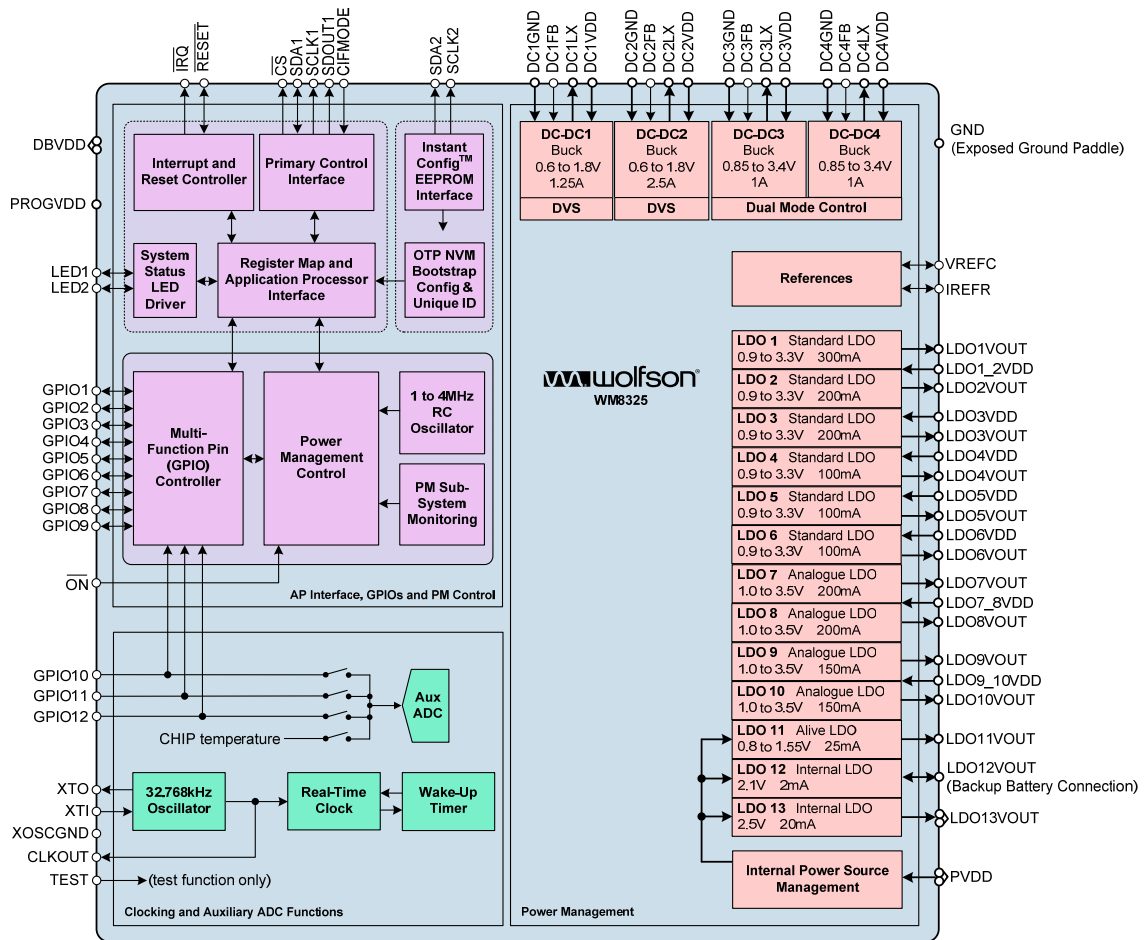 IRQ
RESET
CS
SDA1
SCLK1
SDOUT1
CIFMODE
SDA2
SCLK2
DC1GND
DC1FB
DC1LX
DC1VDD
DC2GND
DC2FB
DC2LX
DC2VDD
DC3GND
DC3FB
DC3LX
DC3VDD
DC4GND
DC4FB
DC4LX
DC4VDD
DBVDD
PROGVDD
LED1
LED2
GPIO1
GPIO2
GPIO3
GPIO4
GPIO5
GPIO6
GPIO7
GPIO8
GPIO9
ON
GPIO10
GPIO11
GPIO12
XTO
XTI
XOSCGND
CLKOUT
TEST
Interrupt and
Reset Controller
Primary Control
Interface
Instant
Config™
EEPROM
Interface
System
Status
LED
Driver
Register Map and
Application Processor
Interface
OTP NVM
Bootstrap
Config &
Unique ID
Multi-
Function Pin
(GPIO)
Controller
Power
Management
Control
1 to 4MHz
RC
Oscillator
PM Sub-
System
Monitoring
AP Interface, GPIOs and PM Control
CHIP temperature
Aux
ADC
32.768kHz
Oscillator
Real-Time
Clock
Wake-Up
Timer
(test function only)
Clocking and Auxiliary ADC Functions
DC-DC1
Buck
0.6 to 1.8V
1.25A
DVS
DC-DC2
Buck
0.6 to 1.8V
2.5A
DVS
DC-DC3
Buck
0.85 to 3.4V
1A
DC-DC4
Buck
0.85 to 3.4V
1A
Dual Mode Control
References
wolfson®
WM8325
LDO 1 Standard LDO
0.9 to 3.3V 300mA
LDO 2 Standard LDO
0.9 to 3.3V 200mA
LDO 3 Standard LDO
0.9 to 3.3V 200mA
LDO 4 Standard LDO
0.9 to 3.3V 100mA
LDO 5 Standard LDO
0.9 to 3.3V 100mA
LDO 6 Standard LDO
0.9 to 3.3V 100mA
LDO 7 Analogue LDO
1.0 to 3.5V 200mA
LDO 8 Analogue LDO
1.0 to 3.5V 200mA
LDO 9 Analogue LDO
1.0 to 3.5V 150mA
LDO 10 Analogue LDO
1.0 to 3.5V 150mA
LDO 11 Alive LDO
0.8 to 1.55V 25mA
LDO 12 Internal LDO
2.1V 2mA
LDO 13 Internal LDO
2.5V 20mA
Internal Power Source
Management
Power Management
GND
(Exposed Ground Paddle)
VREFC
IREFR
LDO1VOUT
LDO1_2VDD
LDO2VOUT
LDO3VDD
LDO3VOUT
LDO4VDD
LDO4VOUT
LDO5VDD
LDO5VOUT
LDO6VDD
LDO6VOUT
LDO7VOUT
LDO7_8VDD
LDO8VOUT
LDO9VOUT
LDO9_10VDD
LDO10VOUT
LDO11VOUT
LDO12VOUT
(Backup Battery Connection)
LDO13VOUT
PVDD